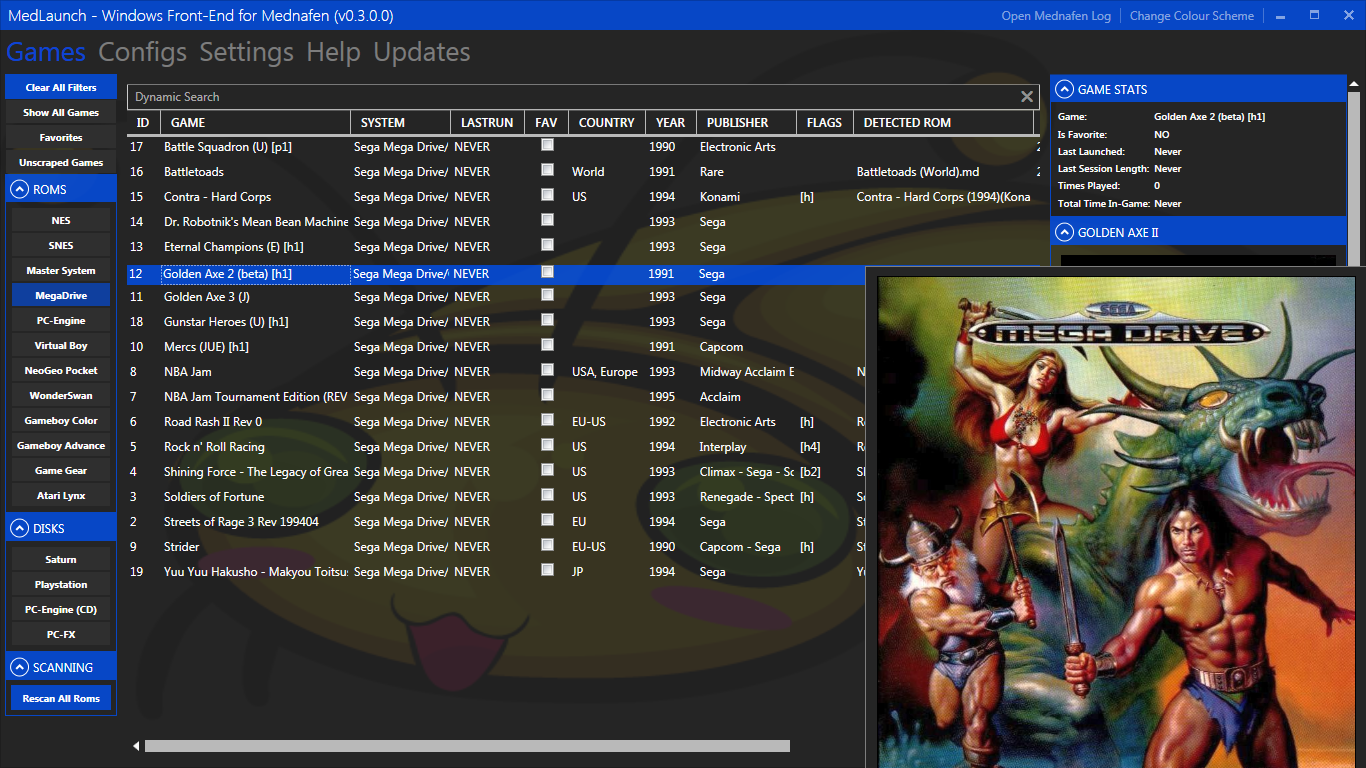 MedLaunch - Windows Front-End for Mednafen (v0.3.0.0)
Open Mednafen Log
Change Colour Scheme
Games Configs Settings Help Updates
Clear All Filters
Show All Games
Favorites
Unscraped Games
ROMS
NES
SNES
Master System
MegaDrive
PC-Engine
Virtual Boy
NeoGeo Pocket
WonderSwan
Gameboy Color
Gameboy Advance
Game Gear
Atari Lynx
DISKS
Saturn
Playstation
PC-Engine (CD)
PC-FX
SCANNING
Rescan All Roms
Dynamic Search
ID GAME SYSTEM LASTRUN FAV COUNTRY YEAR PUBLISHER FLAGS DETECTED ROM
17 Battle Squadron (U) [p1] Sega Mega Drive/ NEVER 1990 Electronic Arts
16 Battletoads Sega Mega Drive/ NEVER World 1991 Rare Battletoads (World).md
15 Contra - Hard Corps Sega Mega Drive/ NEVER US 1994 Konami [h] Contra - Hard Corps (1994)(Kona
14 Dr. Robotnik's Mean Bean Machine Sega Mega Drive/ NEVER 1993 Sega
13 Eternal Champions (E) [h1] Sega Mega Drive/ NEVER 1993 Sega
12 Golden Axe 2 (beta) [h1] Sega Mega Drive/ NEVER 1991 Sega
11 Golden Axe 3 (J) Sega Mega Drive/ NEVER 1993 Sega
18 Gunstar Heroes (U) [h1] Sega Mega Drive/ NEVER 1993 Sega
10 Mercs (JUE) [h1] Sega Mega Drive/ NEVER 1991 Capcom
8 NBA Jam Sega Mega Drive/ NEVER USA, Europe 1993 Midway Acclaim E N
7 NBA Jam Tournament Edition (REV Sega Mega Drive/ NEVER 1995 Acclaim
6 Road Rash II Rev 0 Sega Mega Drive/ NEVER EU-US 1992 Electronic Arts [h] Ro
5 Rock n' Roll Racing Sega Mega Drive/ NEVER US 1994 Interplay [h4] Ro
4 Shining Force - The Legacy of Grea Sega Mega Drive/ NEVER US 1993 Climax - Sega - Sc [b2] Sh
3 Soldiers of Fortune Sega Mega Drive/ NEVER US 1993 Renegade - Spect [h] So
2 Streets of Rage 3 Rev 199404 Sega Mega Drive/ NEVER EU 1994 Sega St
9 Strider Sega Mega Drive/ NEVER EU-US 1990 Capcom - Sega [h] St
19 Yuu Yuu Hakusho - Makyou Toitsus Sega Mega Drive/ NEVER JP 1994 Sega Yu
GAME STATS
Game: Golden Axe 2 (beta) [h1]
Is Favorite: NO
Last Launched: Never
Last Session Length: Never
Times Played: 0
Total Time In-Game: Never
GOLDEN AXE II
SEGA
MEGA DRIVE